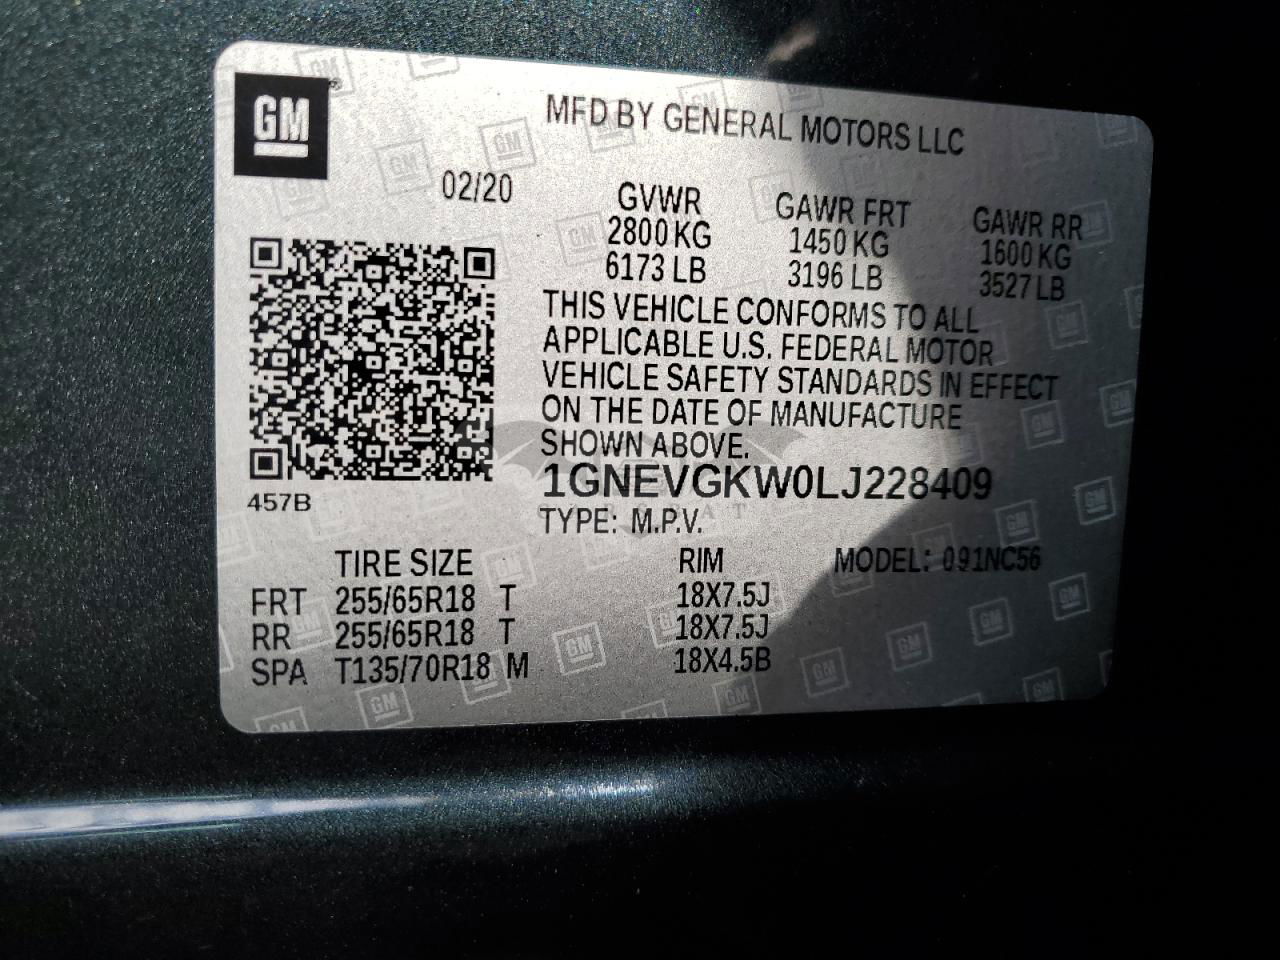 GM
MFD BY GENERAL MOTORS LLC
02/20
GVWR GAWR FRT GAWR RR
2800 KG 1450 KG 1600 KG
6173 LB 3196 LB 3527 LB
THIS VEHICLE CONFORMS TO ALL
APPLICABLE U.S. FEDERAL MOTOR
VEHICLE SAFETY STANDARDS IN EFFECT
ON THE DATE OF MANUFACTURE
SHOWN ABOVE.
1GNEVGKW0LJ228409
457B
TYPE: M.P.V.
TIRE SIZE RIM MODEL: 091NC56
FRT 255/65R18 T 18X7.5J
RR 255/65R18 T 18X7.5J
SPA T135/70R18 M 18X4.5B